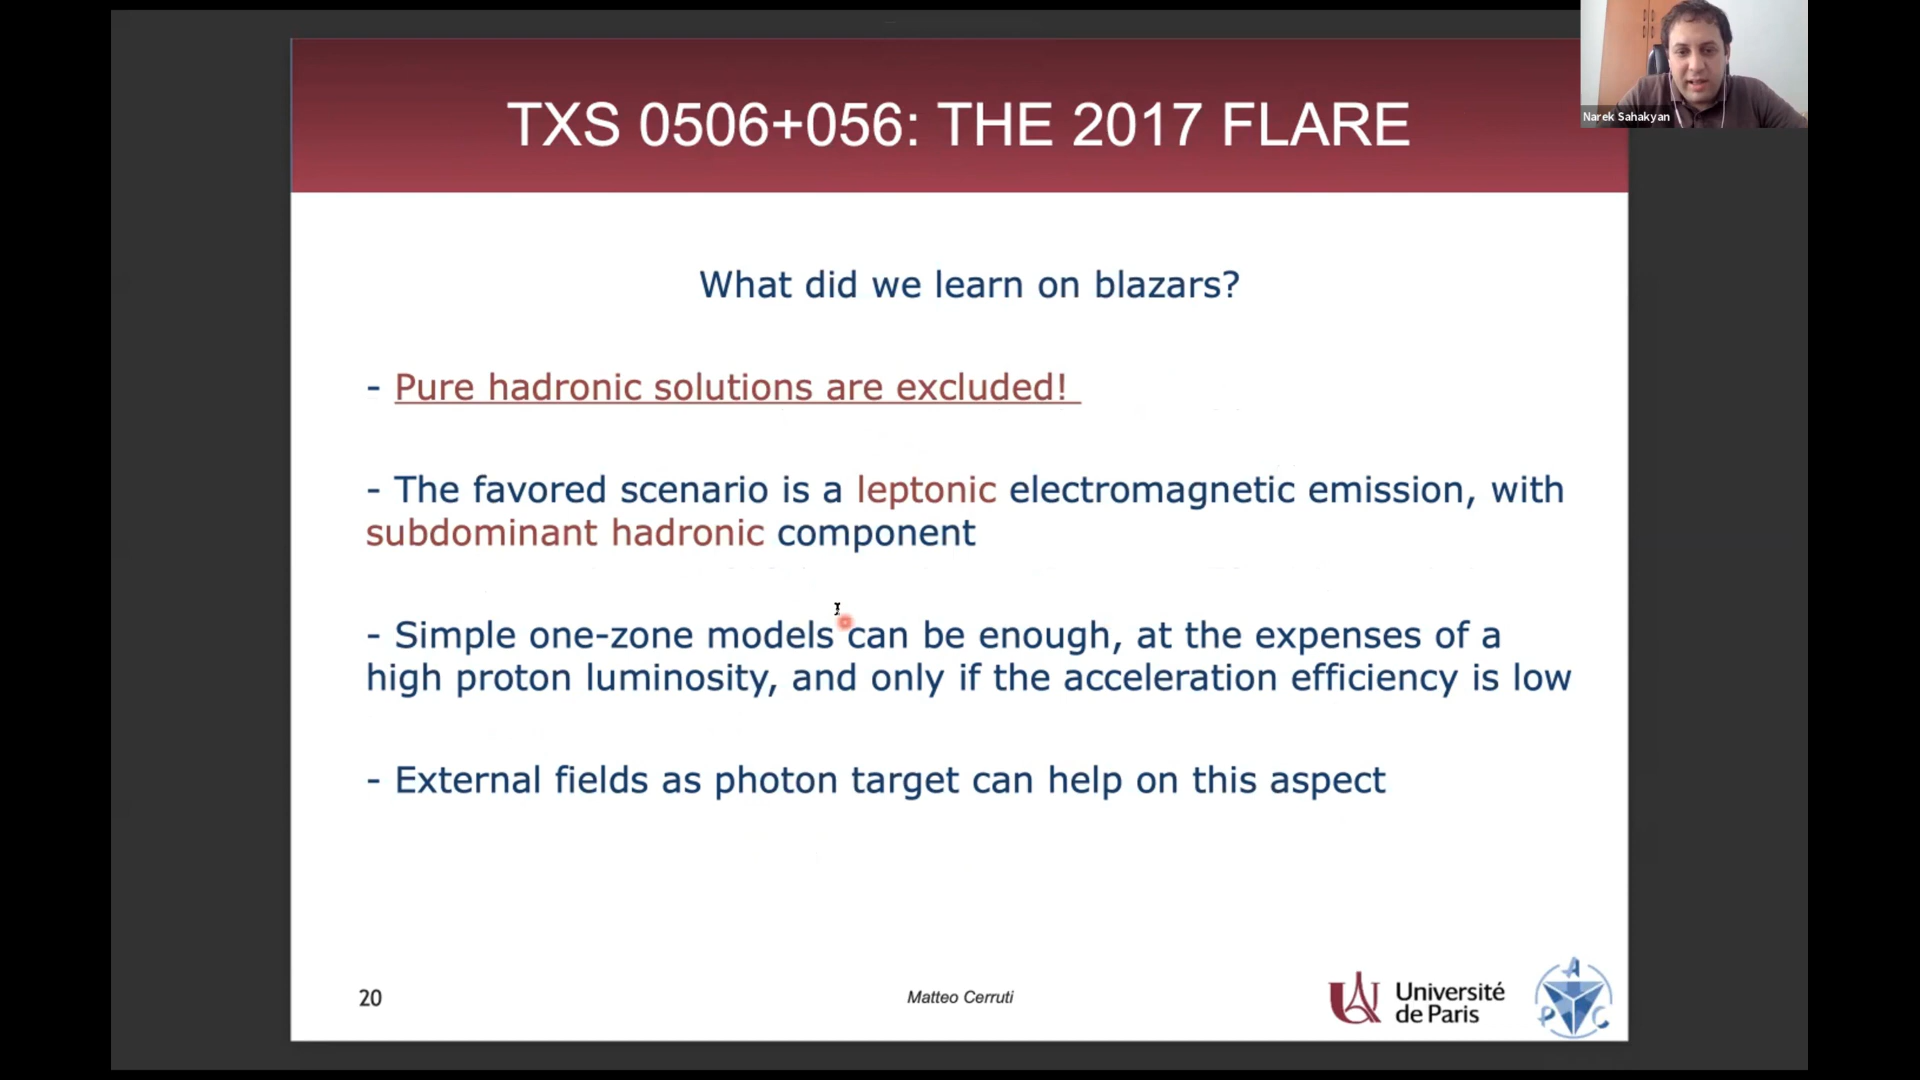 TXS 0506+056: THE 2017 FLARE
Narek Sahakyan
What did we learn on blazars?
- Pure hadronic solutions are excluded!
- The favored scenario is a leptonic electromagnetic emission, with
subdominant hadronic component
- Simple one-zone models can be enough, at the expenses of a
high proton luminosity, and only if the acceleration efficiency is low
- External fields as photon target can help on this aspect
20
Matteo Cerruti
Université
de Paris
A
P C